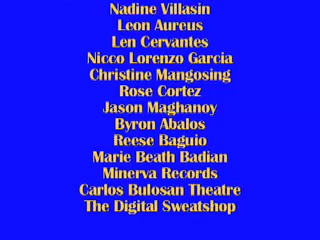 Nadine Villasin
Leon Aureus
Len Cervantes
Nicco Lorenzo Garcia
Christine Mangosing
Rose Cortez
Jason Maghanoy
Byron Abalos
Reese Baguio
Marie Beath Badian
Minerva Records
Carlos Bulosan Theatre
The Digital Sweatshop